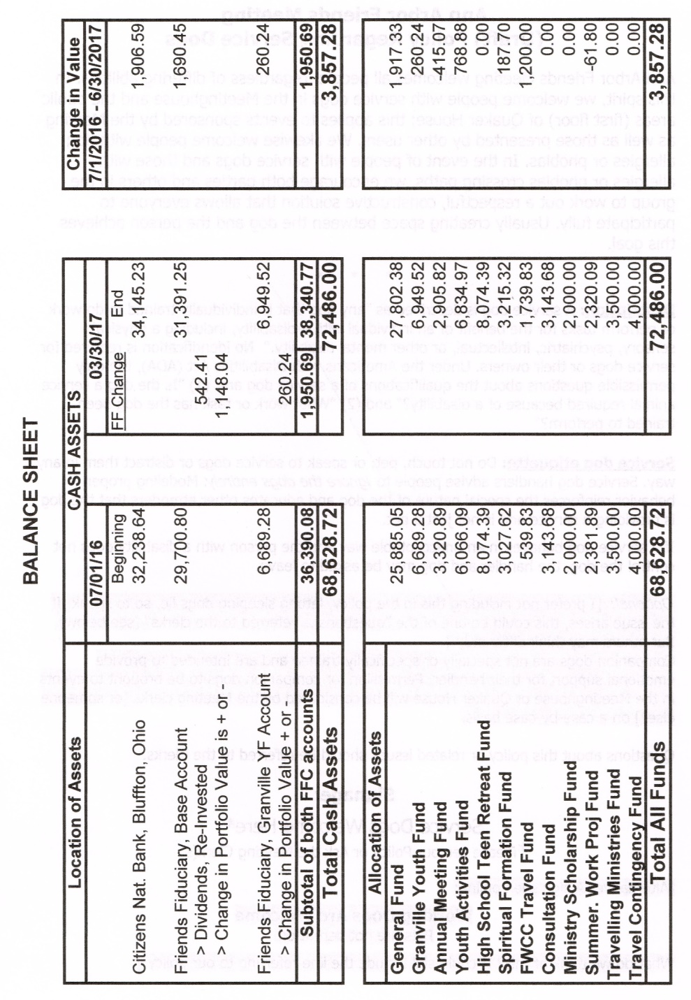 BALANCE SHEET
CASH ASSETS
Change in Value
Location of Assets 07/01/16 03/30/17 7/1/2016-6/30/2017
Beginning FF Change End
Citizens Nat. Bank, Bluffton, Ohio 32,238.64 34,145.23 1,906.59
Friends Fiduciary, Base Account 29,700.80 31,391.25 1,690.45
> Dividends, Re-Invested 542.41
> Change in Portfolio Value is + or - 1,148.04
Friends Fiduciary, Granville YF Account 6,689.28 6,949.52 260.24
> Change in Portfolio Value + or - 260.24
Subtotal of both FFC accounts 36,390.08 1.950.69 38,340.77 1,950.69
Total Cash Assets 68,628.72 72,486.00 3,857.28
Allocation of Assets
General Fund 25,885.05 27,802.38 1,917.33
Granville Youth Fund 6,689.28 6,949.52 260.24
Annual Meeting Fund 3,490.09 3,905.82 415.77
Youth Activities Fund 6,066.09 6,834.97 768.88
High School Teen Retreat Fund 8,174.39 8,174.39 0.00
Spiritual Formation Fund 3,027.62 3,215.32 187.70
FWCC Travel Fund 2,539.83 3,739.83 1,200.00
Consultation Fund 343.68 343.68 0.00
Ministry Scholarship Fund 2,000.00 2,000.00 0.00
Summer. Work Proj Fund 2,381.89 2,320.09 -61.80
Travelling Ministries Fund 3,500.00 3,500.00 0.00
Travel Contingency Fund 4,000.00 4,000.00 0.00
Total All Funds 68,628.72 72,486.00 3,857.28